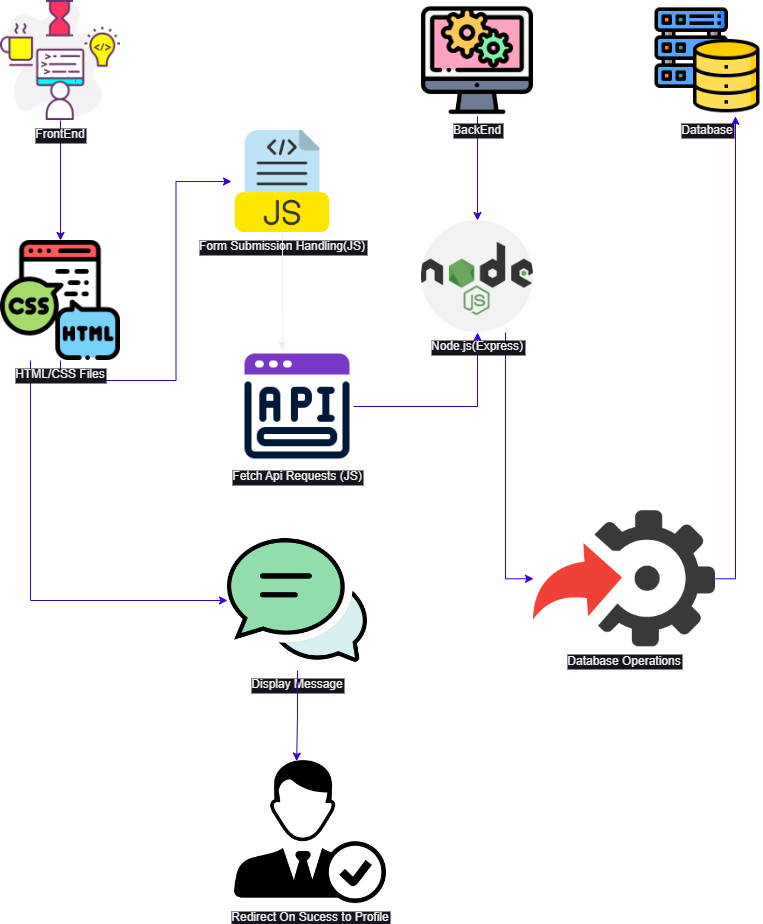 </>
FrontEnd
BackEnd
Database
</>
JS
Form Submission Handling(JS)
CSS
HTML
node
JS
Node.js(Express)
HTML/CSS Files
API
Fetch Api Requests (JS)
Database Operations
Display Message
Redirect On Sucess to Profile